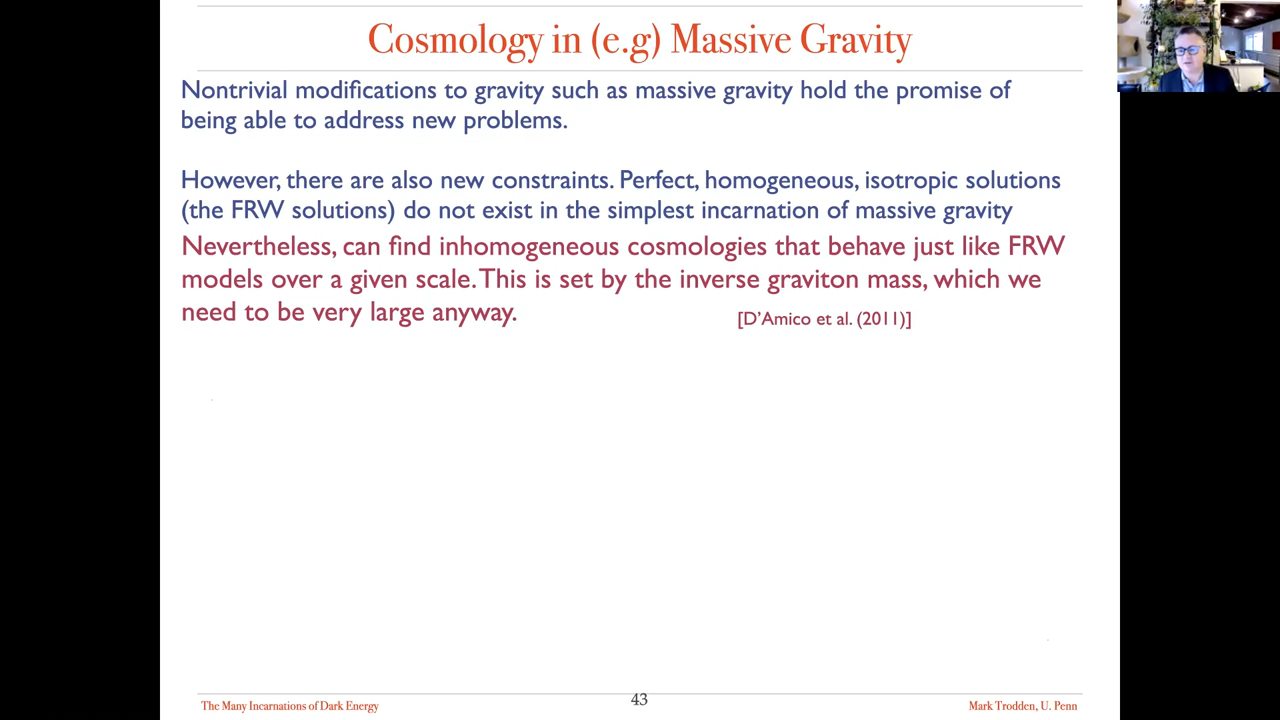 Cosmology in (e.g) Massive Gravity
Nontrivial modifications to gravity such as massive gravity hold the promise of
being able to address new problems.
However, there are also new constraints. Perfect, homogeneous, isotropic solutions
(the FRW solutions) do not exist in the simplest incarnation of massive gravity
Nevertheless, can find inhomogeneous cosmologies that behave just like FRW
models over a given scale. This is set by the inverse graviton mass, which we
need to be very large anyway.
[D’Amico et al. (2011)]
The Many Incarnations of Dark Energy
43
Mark Trodden, U. Penn